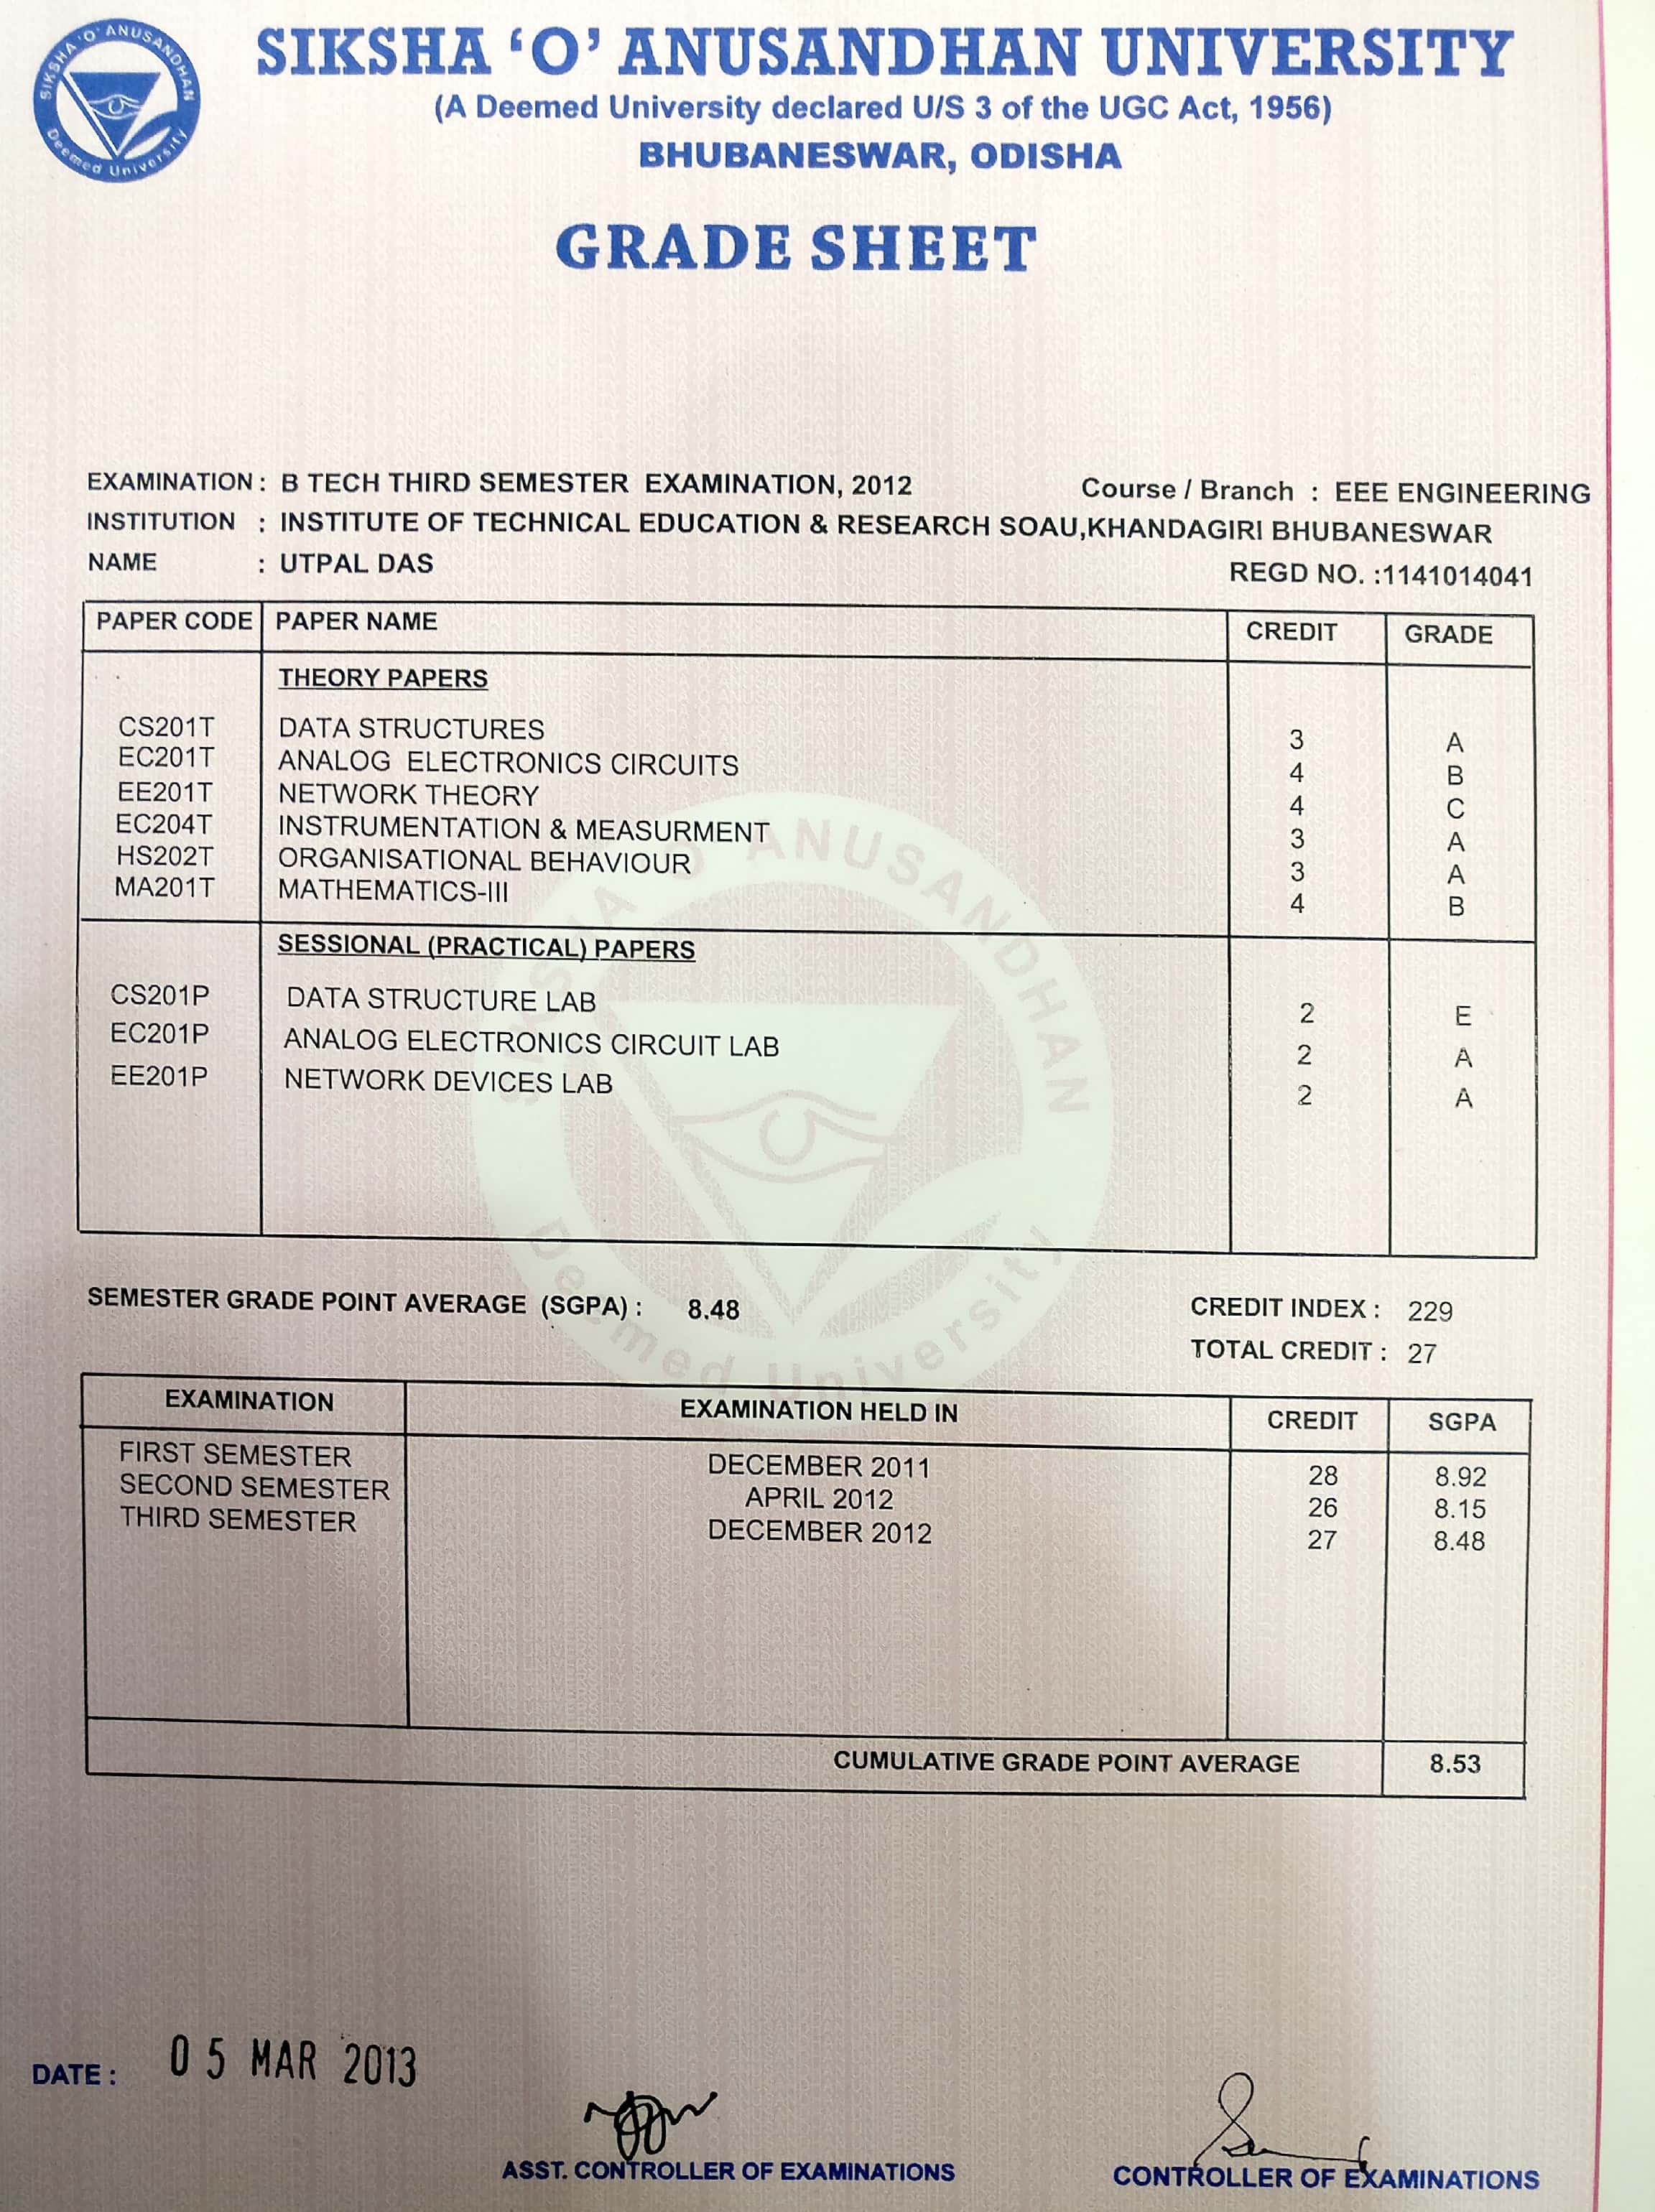 SIKSHA 'O' ANUSANDHAN
Deemed University
SIKSHA ‘O’ ANUSANDHAN UNIVERSITY
(A Deemed University declared U/S 3 of the UGC Act, 1956)
BHUBANESWAR, ODISHA
GRADE SHEET
EXAMINATION : B TECH THIRD SEMESTER EXAMINATION, 2012 Course / Branch : EEE ENGINEERING
INSTITUTION : INSTITUTE OF TECHNICAL EDUCATION & RESEARCH SOAU,KHANDAGIRI BHUBANESWAR
NAME : UTPAL DAS REGD NO. :1141014041
PAPER CODE PAPER NAME CREDIT GRADE
THEORY PAPERS
CS201T DATA STRUCTURES 3 A
EC201T ANALOG ELECTRONICS CIRCUITS 4 B
EE201T NETWORK THEORY 4 C
EC204T INSTRUMENTATION & MEASURMENT 3 A
HS202T ORGANISATIONAL BEHAVIOUR 3 A
MA201T MATHEMATICS-III 4 B
SESSIONAL (PRACTICAL) PAPERS
CS201P DATA STRUCTURE LAB 2 E
EC201P ANALOG ELECTRONICS CIRCUIT LAB 2 A
EE201P NETWORK DEVICES LAB 2 A
SIKSHA 'O' ANUSANDHAN
Deemed University
SEMESTER GRADE POINT AVERAGE (SGPA) : 8.48 CREDIT INDEX : 229
TOTAL CREDIT : 27
EXAMINATION EXAMINATION HELD IN CREDIT SGPA
FIRST SEMESTER DECEMBER 2011 28 8.92
SECOND SEMESTER APRIL 2012 26 8.15
THIRD SEMESTER DECEMBER 2012 27 8.48
CUMULATIVE GRADE POINT AVERAGE 8.53
DATE : 05 MAR 2013
ASST. CONTROLLER OF EXAMINATIONS CONTROLLER OF EXAMINATIONS